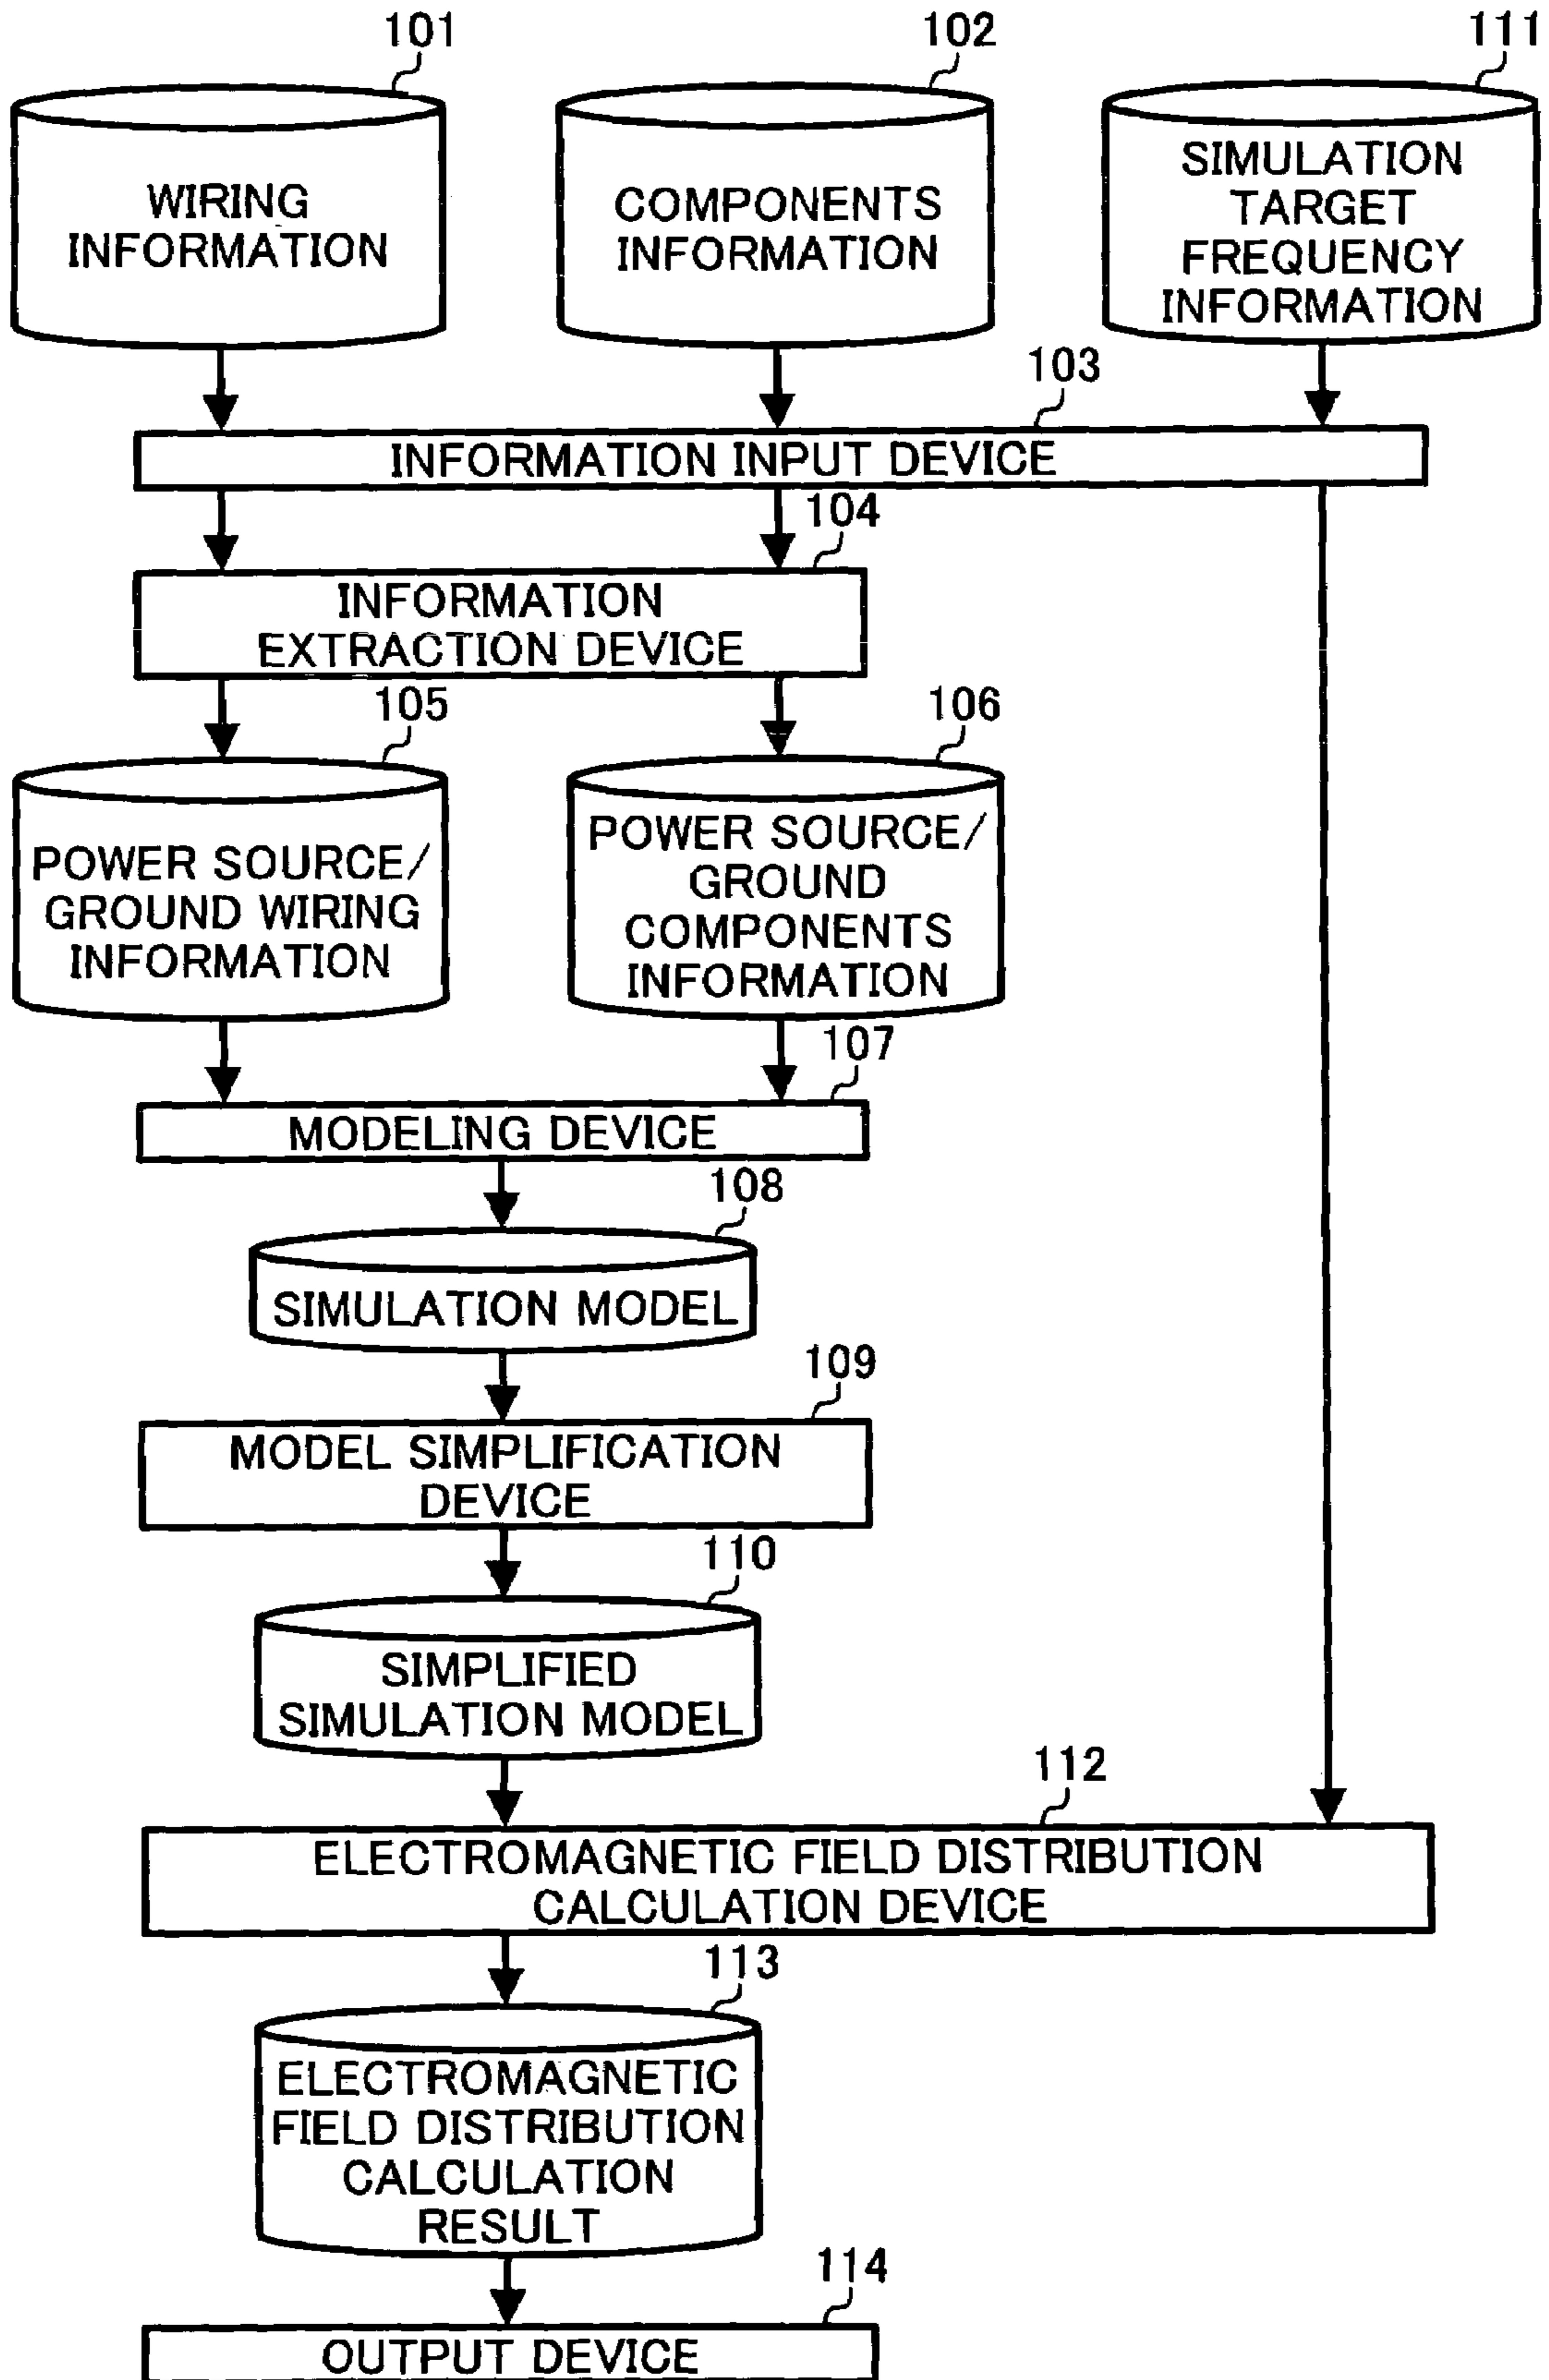 101
102
111
WIRING
INFORMATION
COMPONENTS
INFORMATION
SIMULATION
TARGET
FREQUENCY
INFORMATION
103
INFORMATION INPUT DEVICE
104
INFORMATION
EXTRACTION DEVICE
105
106
POWER SOURCE/
GROUND WIRING
INFORMATION
POWER SOURCE/
GROUND
COMPONENTS
INFORMATION
107
MODELING DEVICE
108
SIMULATION MODEL
109
MODEL SIMPLIFICATION
DEVICE
110
SIMPLIFIED
SIMULATION MODEL
112
ELECTROMAGNETIC FIELD DISTRIBUTION
CALCULATION DEVICE
113
ELECTROMAGNETIC
FIELD DISTRIBUTION
CALCULATION
RESULT
114
OUTPUT DEVICE